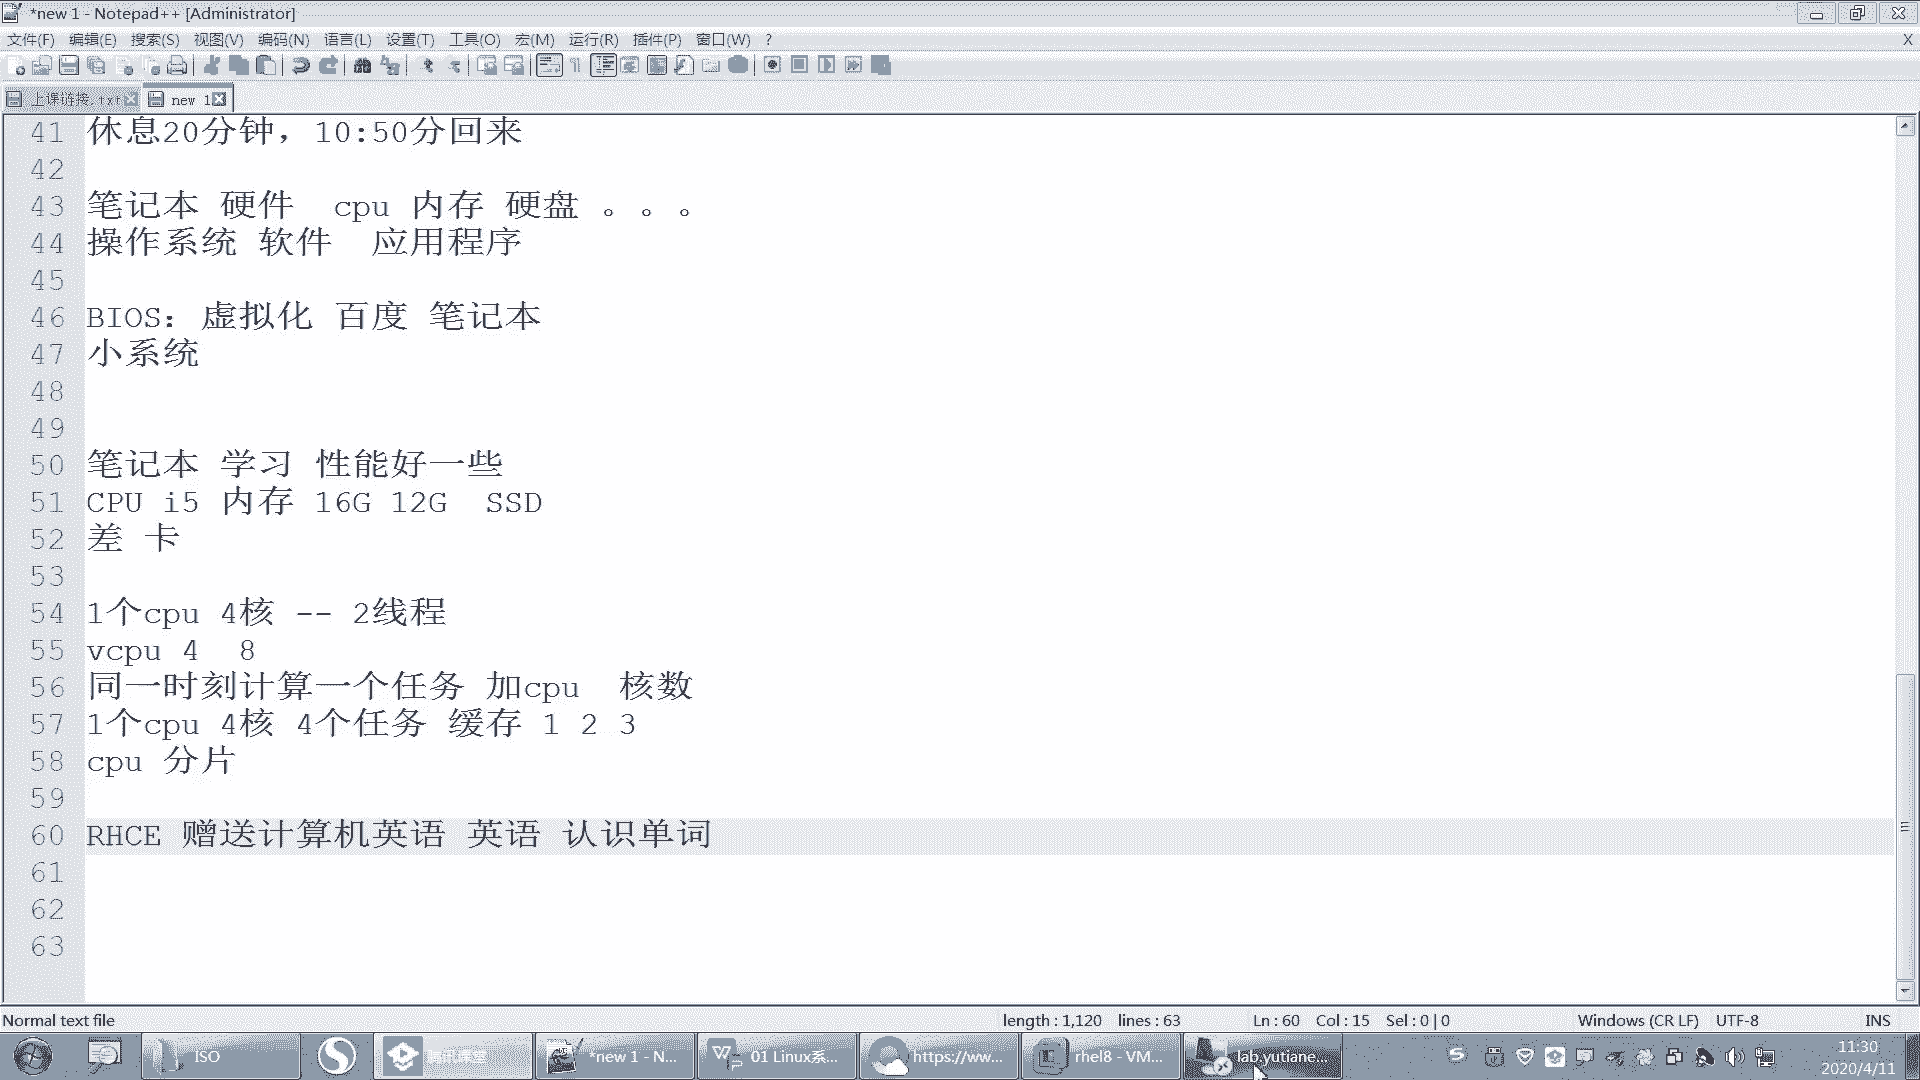 *new 1 - Notepad++ [Administrator]
文件(F) 编辑(E) 搜索(S) 视图(V) 编码(N) 语言(L) 设置(T) 工具(O) 宏(M) 运行(R) 插件(P) 窗口(W) ? X
上课链接.txt new 1
41 休息20分钟，10:50分回来
42
43 笔记本 硬件 cpu 内存 硬盘 。。。
44 操作系统 软件 应用程序
45
46 BIOS：虚拟化 百度 笔记本
47 小系统
48
49
50 笔记本 学习 性能好一些
51 CPU i5 内存 16G 12G SSD
52 差 卡
53
54 1个cpu 4核 -- 2线程
55 vcpu 4 8
56 同一时刻计算一个任务 加cpu 核数
57 1个cpu 4核 4个任务 缓存 1 2 3
58 cpu 分片
59
60 RHCE 赠送计算机英语 英语 认识单词
61
62
63
Normal text file length : 1,120 lines : 63 Ln : 60 Col : 15 Sel : 0 | 0 Windows (CR LF) UTF-8 INS
ISO 腾讯课堂 *new 1 - N... 01 Linux系... https://ww... rhel8 - VM... lab.yutiane... 11:30
2020/4/11